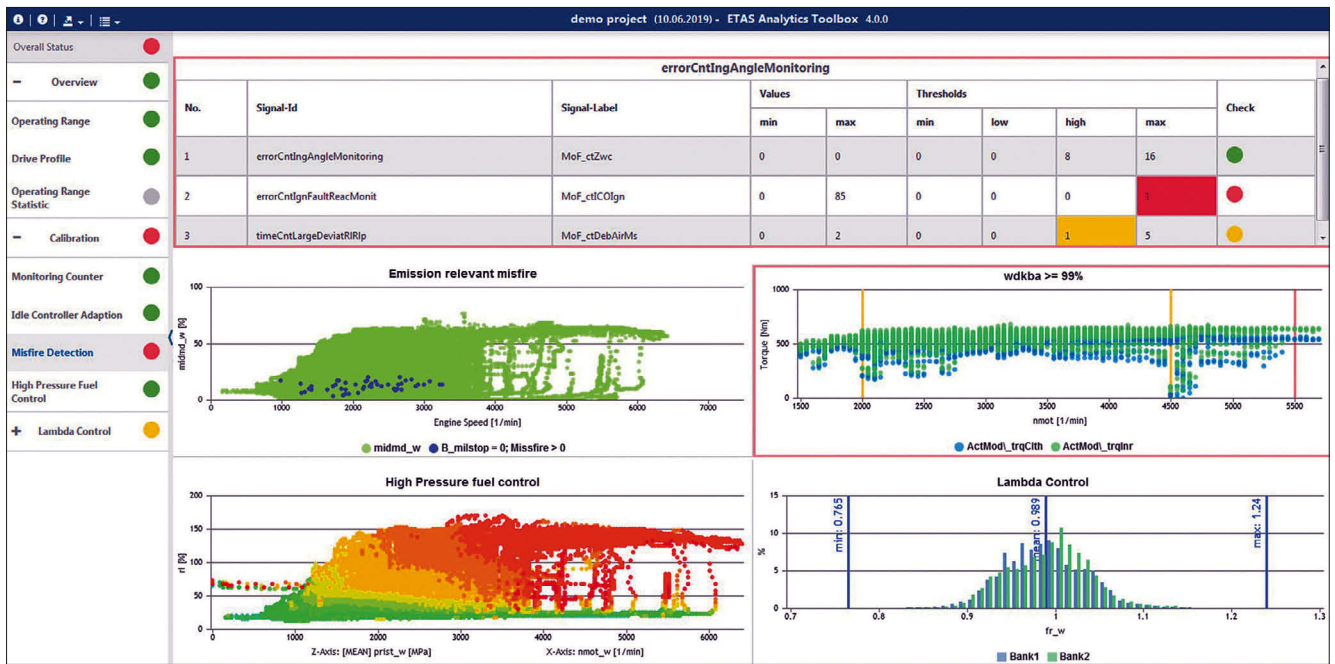 demo project (10.06.2019) - ETAS Analytics Toolbox 4.0.0
Overall Status
Overview
Operating Range
Drive Profile
Operating Range
Statistic
Calibration
Monitoring Counter
Idle Controller Adaption
Misfire Detection
High Pressure Fuel
Control
Lambda Control
errorCntIngAngleMonitoring
No. Signal-Id Signal-Label Values Thresholds Check
min max min low high max
1 errorCntIngAngleMonitoring MoF_ctZwc 0 0 0 0 8 16
2 errorCntIgnFaultReacMonit MoF_ctICOIgn 0 85 0 0 0 1
3 timeCntLargeDeviatRlRlp MoF_ctDebAirMs 0 2 0 0 1 5
Emission relevant misfire
100
50
0
midmd_w [%]
0 1000 2000 3000 4000 5000 6000 7000
Engine Speed [1/min]
midmd_w B_milstop = 0; Missfire > 0
wdkba >= 99%
1000
500
0
Torque [Nm]
1500 2000 2500 3000 3500 4000 4500 5000 5500
nmot [1/min]
ActMod\_trqClth ActMod\_trqInr
High Pressure fuel control
200
150
100
50
0
rl [%]
0 1000 2000 3000 4000 5000 6000
Z-Axis: [MEAN] prist_w [MPa] X-Axis: nmot_w [1/min]
Lambda Control
15
10
5
0
%
min: 0.765
mean: 0.989
max: 1.24
0.7 0.8 0.9 1 1.1 1.2 1.3
fr_w
Bank1 Bank2